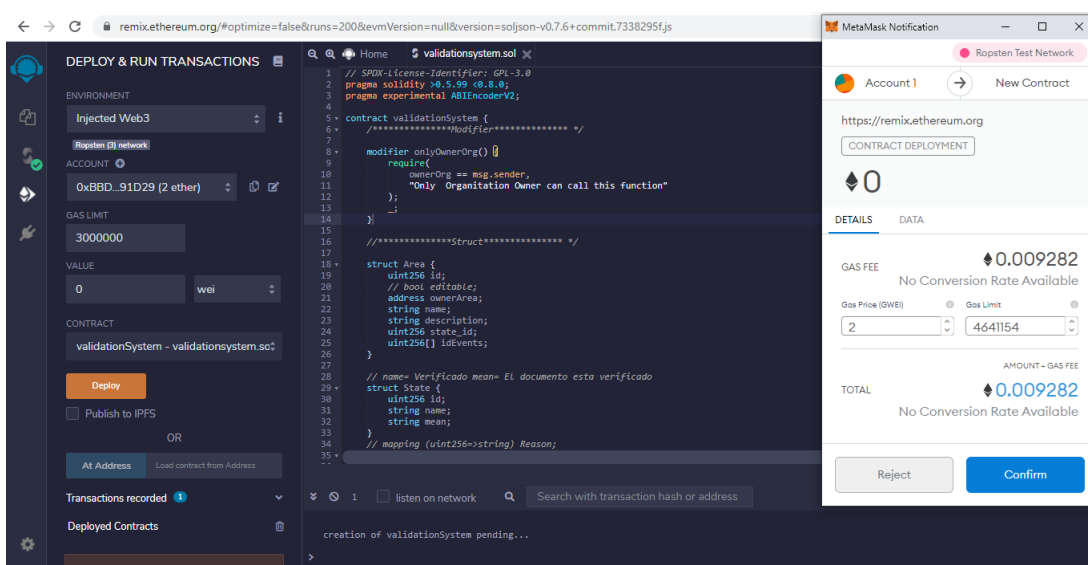 remix.ethereum.org/#optimize=false&runs=200&evmVersion=null&version=soljson-v0.7.6+commit.7338295f.js
DEPLOY & RUN TRANSACTIONS
ENVIRONMENT
Injected Web3
i
Ropsten (3) network
ACCOUNT
0xBBD...91D29 (2 ether)
GAS LIMIT
3000000
VALUE
0
wei
CONTRACT
validationSystem - validationsystem.sc
Deploy
Publish to IPFS
OR
At Address
Load contract from Address
Transactions recorded 1
Deployed Contracts
Home
validationsystem.sol
1 // SPDX-License-Identifier: GPL-3.0
2 pragma solidity >0.5.99 <0.8.0;
3 pragma experimental ABIEncoderV2;
4
5 contract validationSystem {
6 /***************Modifier************** */
7
8 modifier onlyOwnerOrg() {
9 require(
10 ownerOrg == msg.sender,
11 "Only  Organitation Owner can call this function"
12 );
13 _;
14 }
15
16 //**************Struct*************** */
17
18 struct Area {
19 uint256 id;
20 // bool editable;
21 address ownerArea;
22 string name;
23 string description;
24 uint256 state_id;
25 uint256[] idEvents;
26 }
27
28 // name= Verificado mean= El documento esta verificado
29 struct State {
30 uint256 id;
31 string name;
32 string mean;
33 }
34 // mapping (uint256=>string) Reason;
35
1
listen on network
Search with transaction hash or address
creation of validationSystem pending...
>
MetaMask Notification
Ropsten Test Network
Account 1
New Contract
https://remix.ethereum.org
CONTRACT DEPLOYMENT
0
DETAILS
DATA
GAS FEE
0.009282
No Conversion Rate Available
Gas Price (GWEI)
Gas Limit
2
4641154
AMOUNT + GAS FEE
TOTAL
0.009282
No Conversion Rate Available
Reject
Confirm